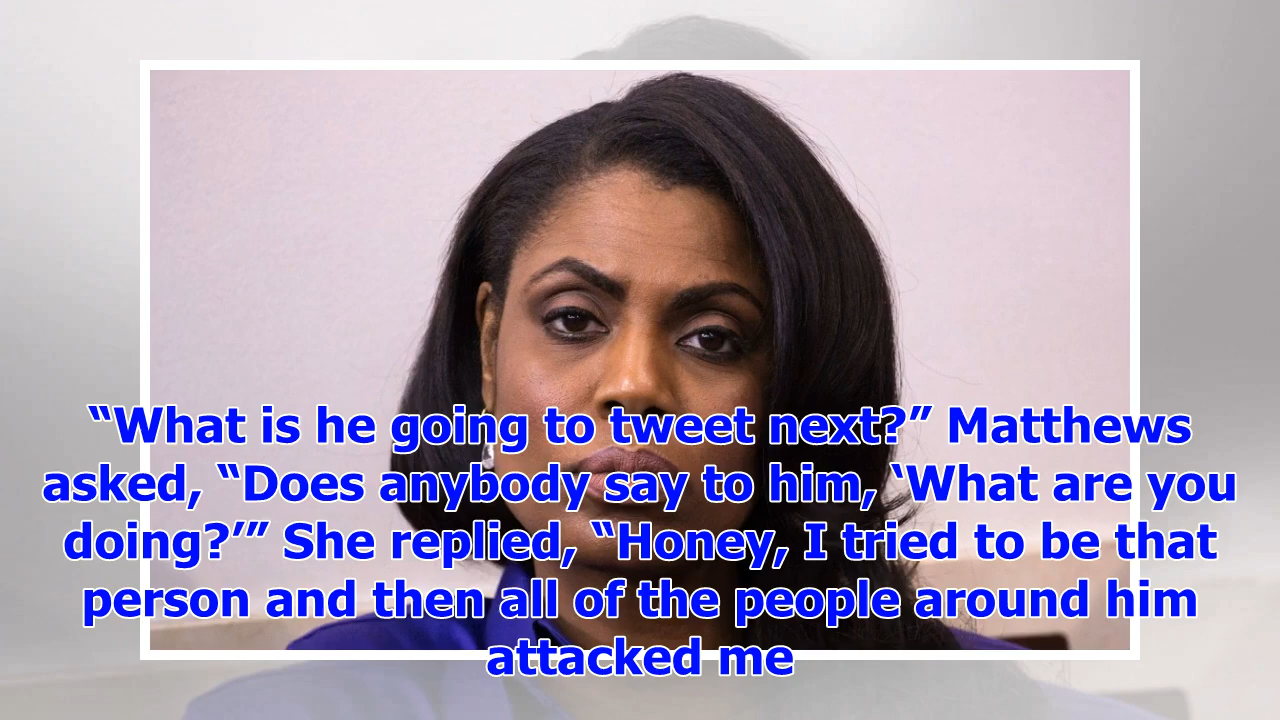 “What is he going to tweet next?” Matthews
asked, “Does anybody say to him, ‘What are you
doing?’” She replied, “Honey, I tried to be that
person and then all of the people around him
attacked me